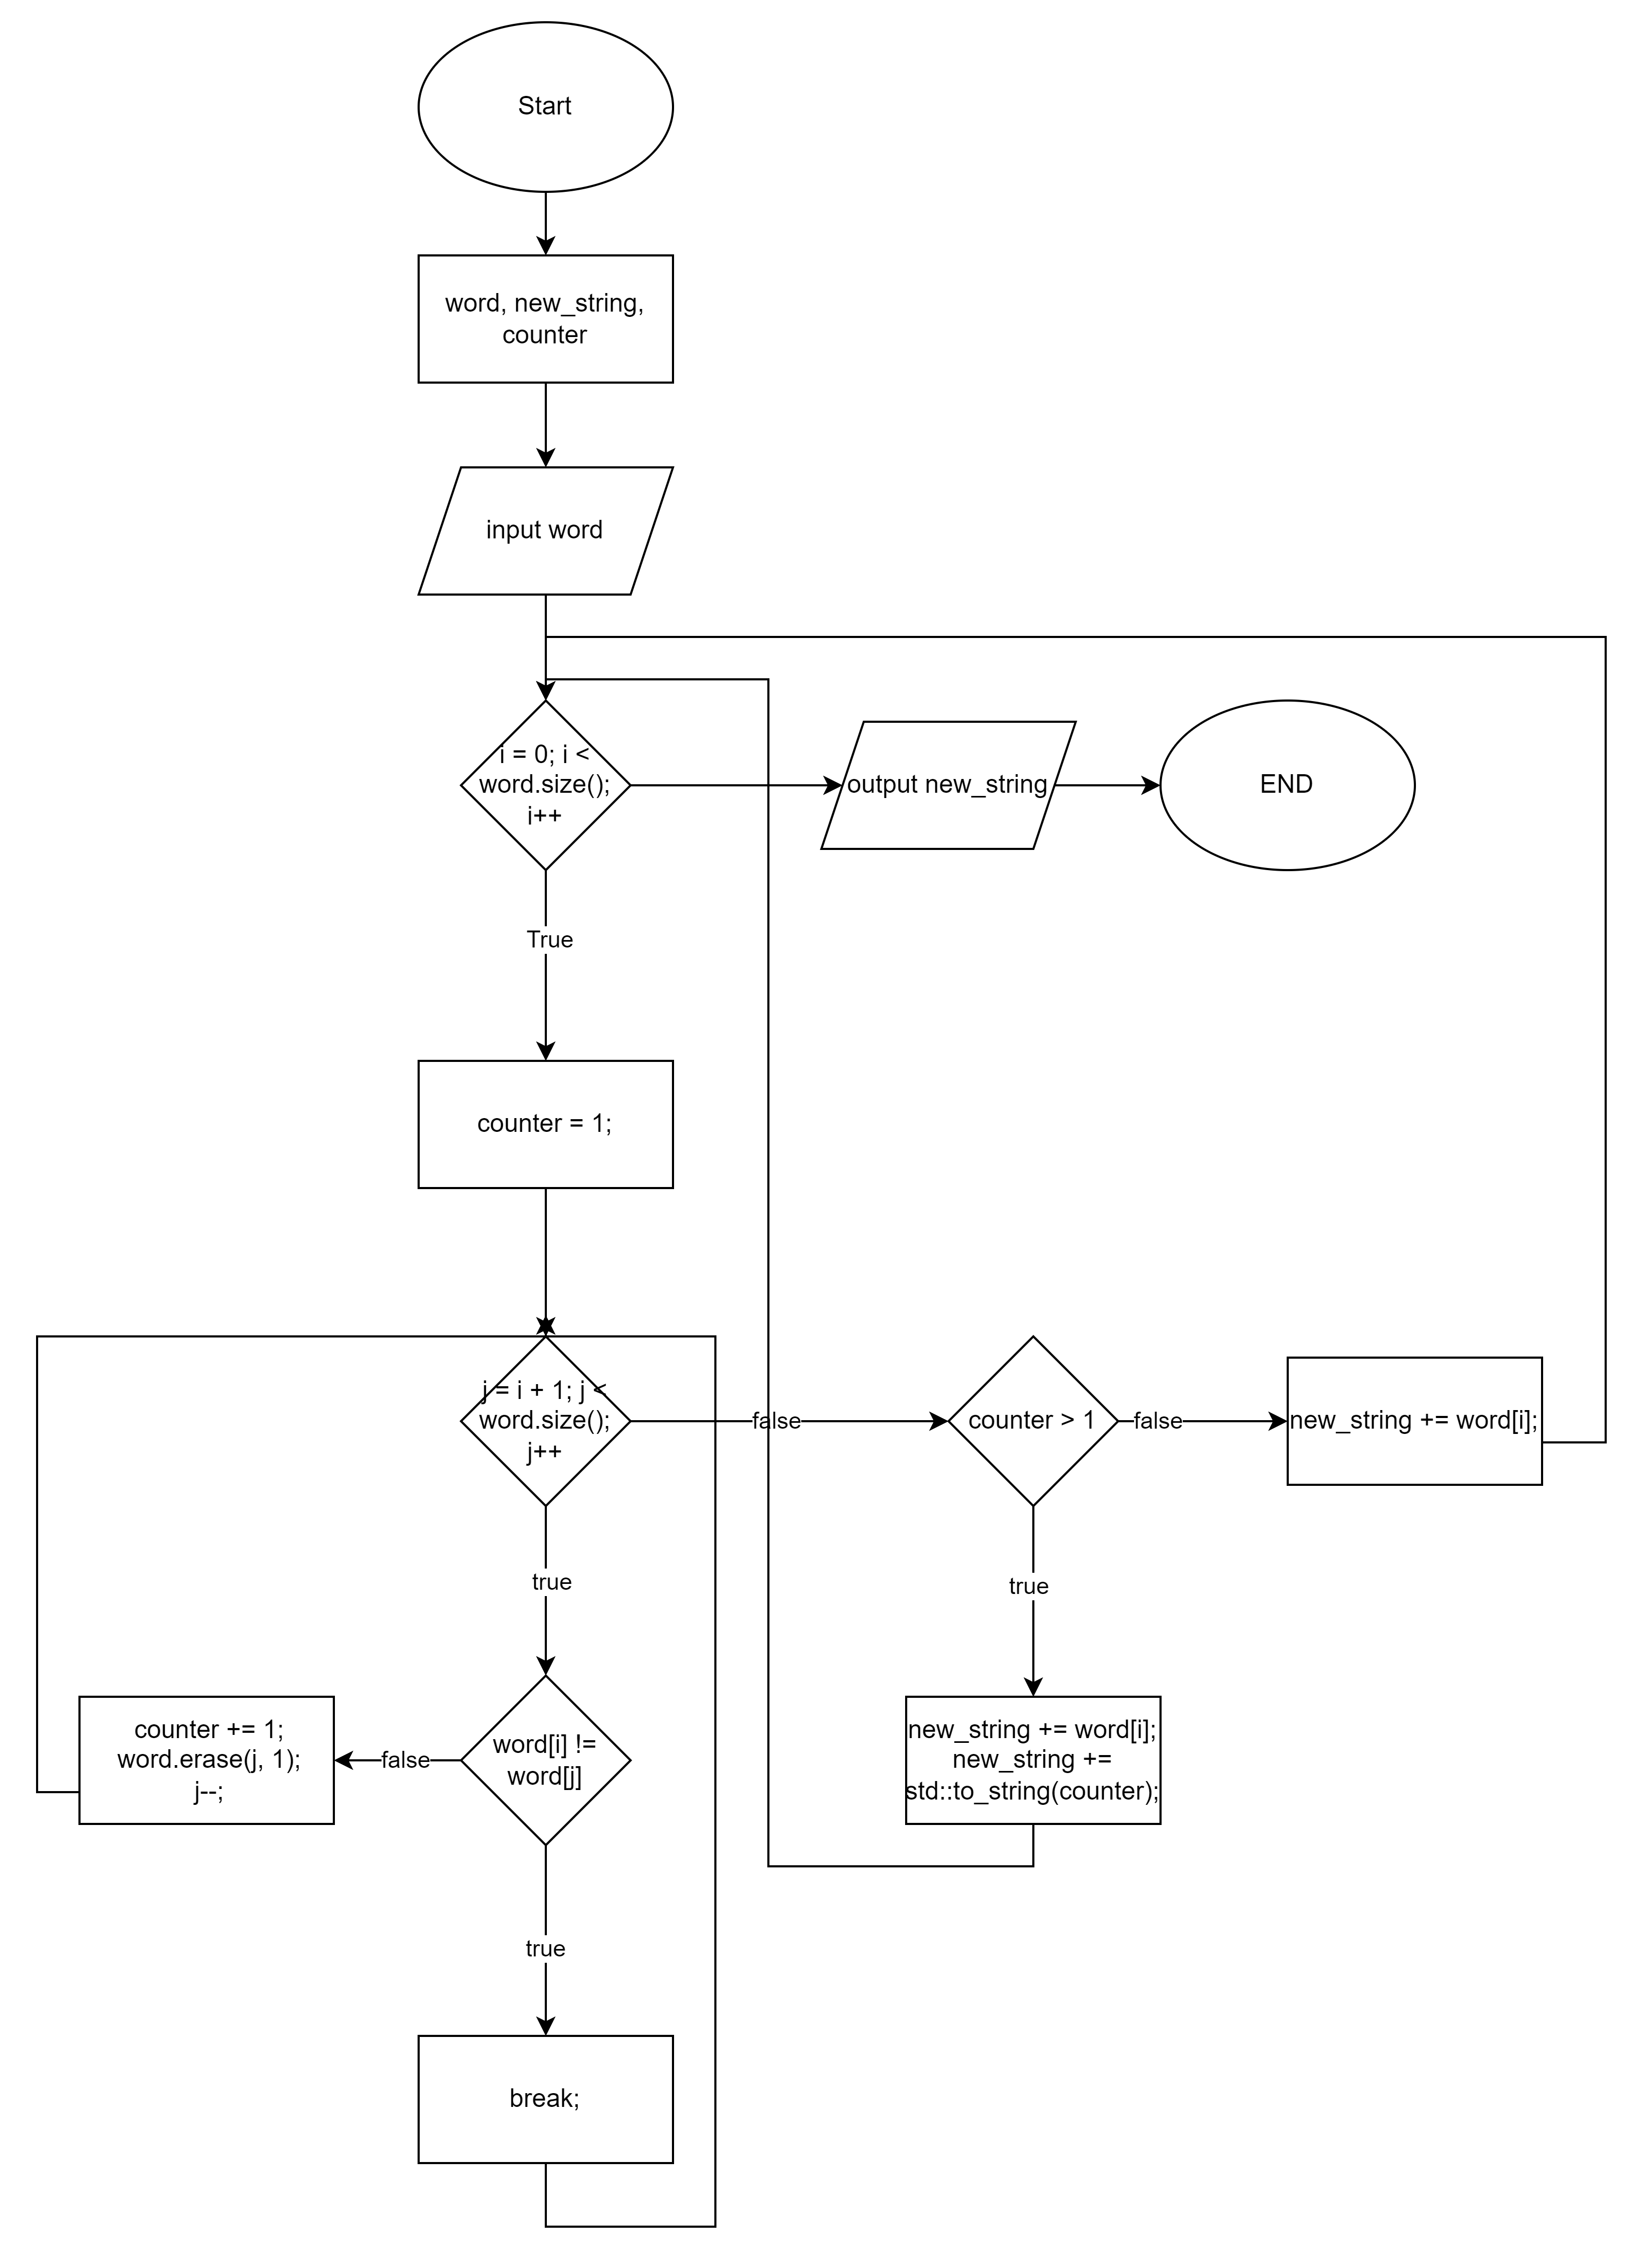 Start
word, new_string,
counter
input word
i = 0; i <
word.size();
i++
output new_string
END
True
counter = 1;
j = i + 1; j <
word.size();
j++
false
counter > 1
false
new_string += word[i];
true
true
counter += 1;
word.erase(j, 1);
j--;
false
word[i] !=
word[j]
new_string += word[i];
new_string +=
std::to_string(counter);
true
break;